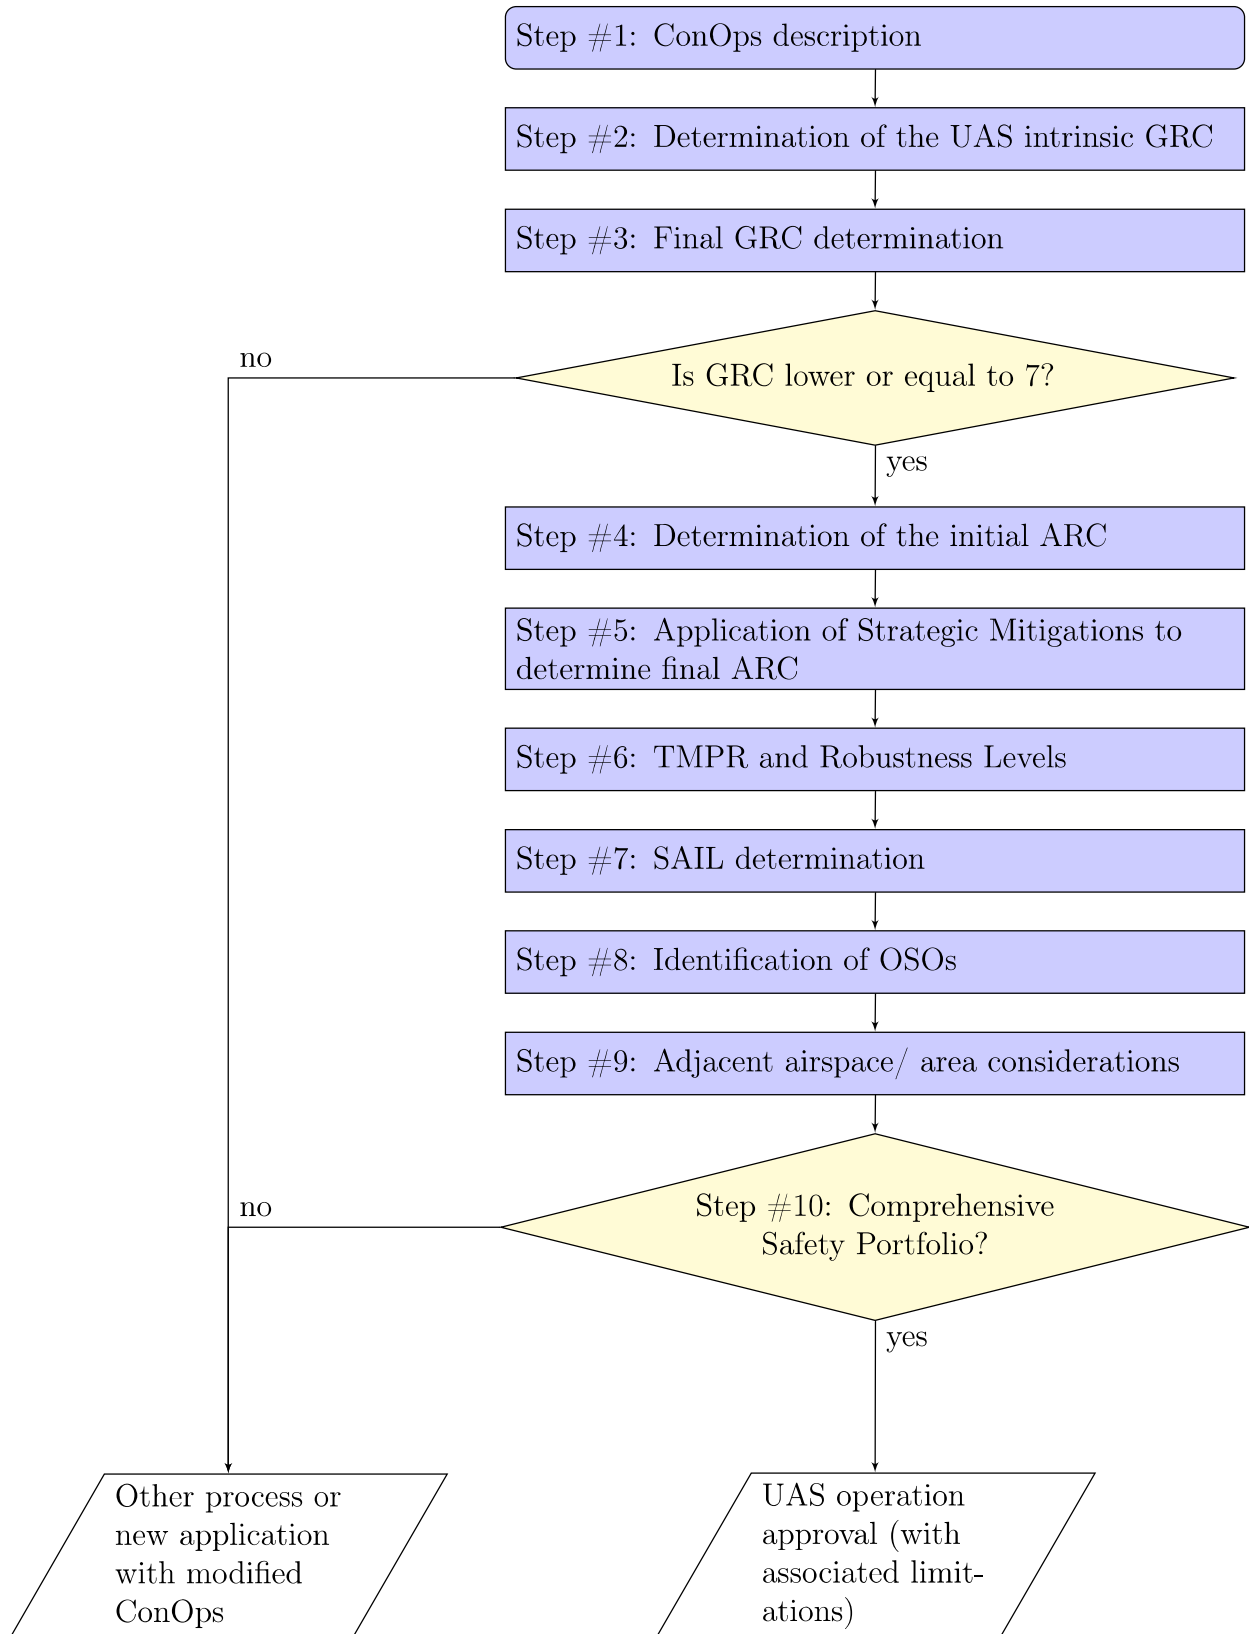 Step #1: ConOps description
Step #2: Determination of the UAS intrinsic GRC
Step #3: Final GRC determination
no
Is GRC lower or equal to 7?
yes
Step #4: Determination of the initial ARC
Step #5: Application of Strategic Mitigations to
determine final ARC
Step #6: TMPR and Robustness Levels
Step #7: SAIL determination
Step #8: Identification of OSOs
Step #9: Adjacent airspace/ area considerations
no
Step #10: Comprehensive
Safety Portfolio?
yes
Other process or
new application
with modified
ConOps
UAS operation
approval (with
associated limit-
ations)